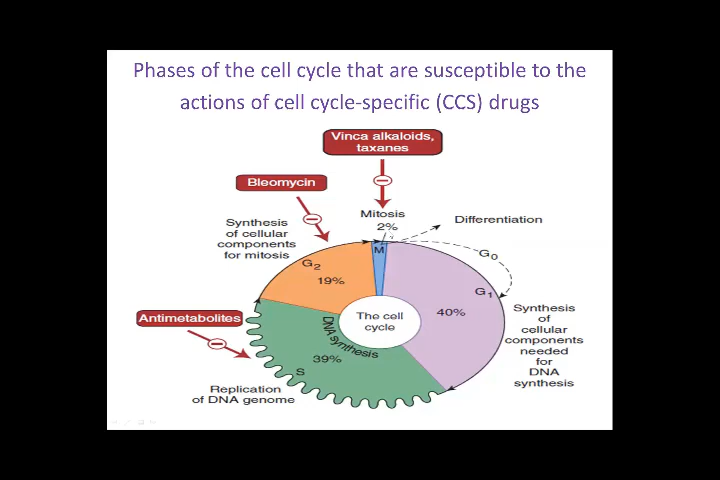 Phases of the cell cycle that are susceptible to the
actions of cell cycle-specific (CCS) drugs
Vinca alkaloids,
taxanes
Bleomycin
Mitosis
2%
Differentiation
Synthesis
of cellular
components
for mitosis
M
G₀
G₂
19%
G₁
40%
The cell
cycle
Antimetabolites
DNA synthesis
39%
S
Synthesis
of
cellular
components
needed
for
DNA
synthesis
Replication
of DNA genome